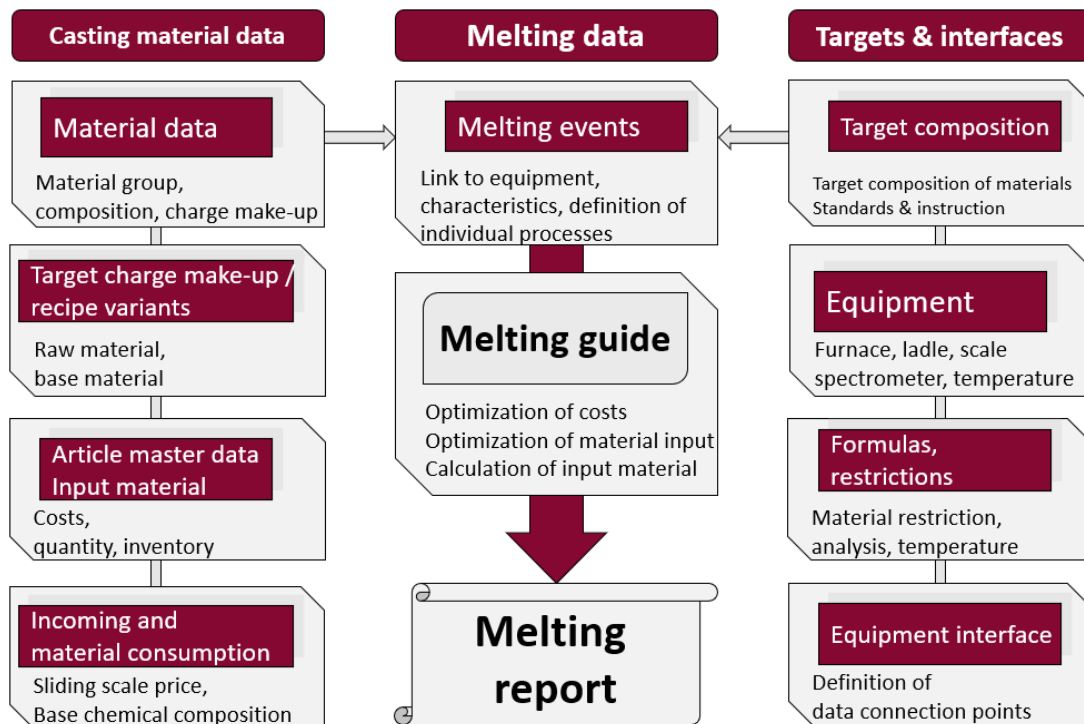 Casting material data
Material data
Material group,
composition, charge make-up
Target charge make-up /
recipe variants
Raw material,
base material
Article master data
Input material
Costs,
quantity, inventory
Incoming and
material consumption
Sliding scale price,
Base chemical composition
Melting data
Melting events
Link to equipment,
characteristics, definition of
individual processes
Melting guide
Optimization of costs
Optimization of material input
Calculation of input material
Melting
report
Targets & interfaces
Target composition
Target composition of materials
Standards & instruction
Equipment
Furnace, ladle, scale
spectrometer, temperature
Formulas,
restrictions
Material restriction,
analysis, temperature
Equipment interface
Definition of
data connection points